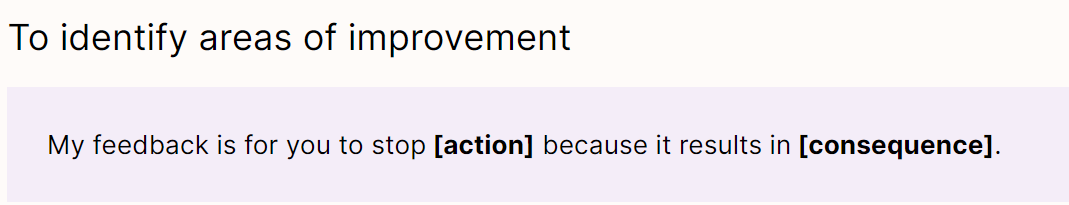 To identify areas of improvement
My feedback is for you to stop [action] because it results in [consequence].